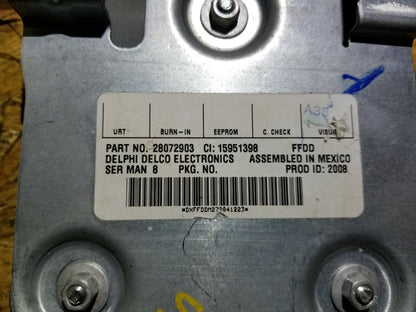 URT BURN-IN EEPROM C. CHECK VISUAL
PART NO. 28072903 CI: 15951398 FFDD
DELPHI DELCO ELECTRONICS ASSEMBLED IN MEXICO
SER MAN 8 PKG. NO. PROD ID: 2008